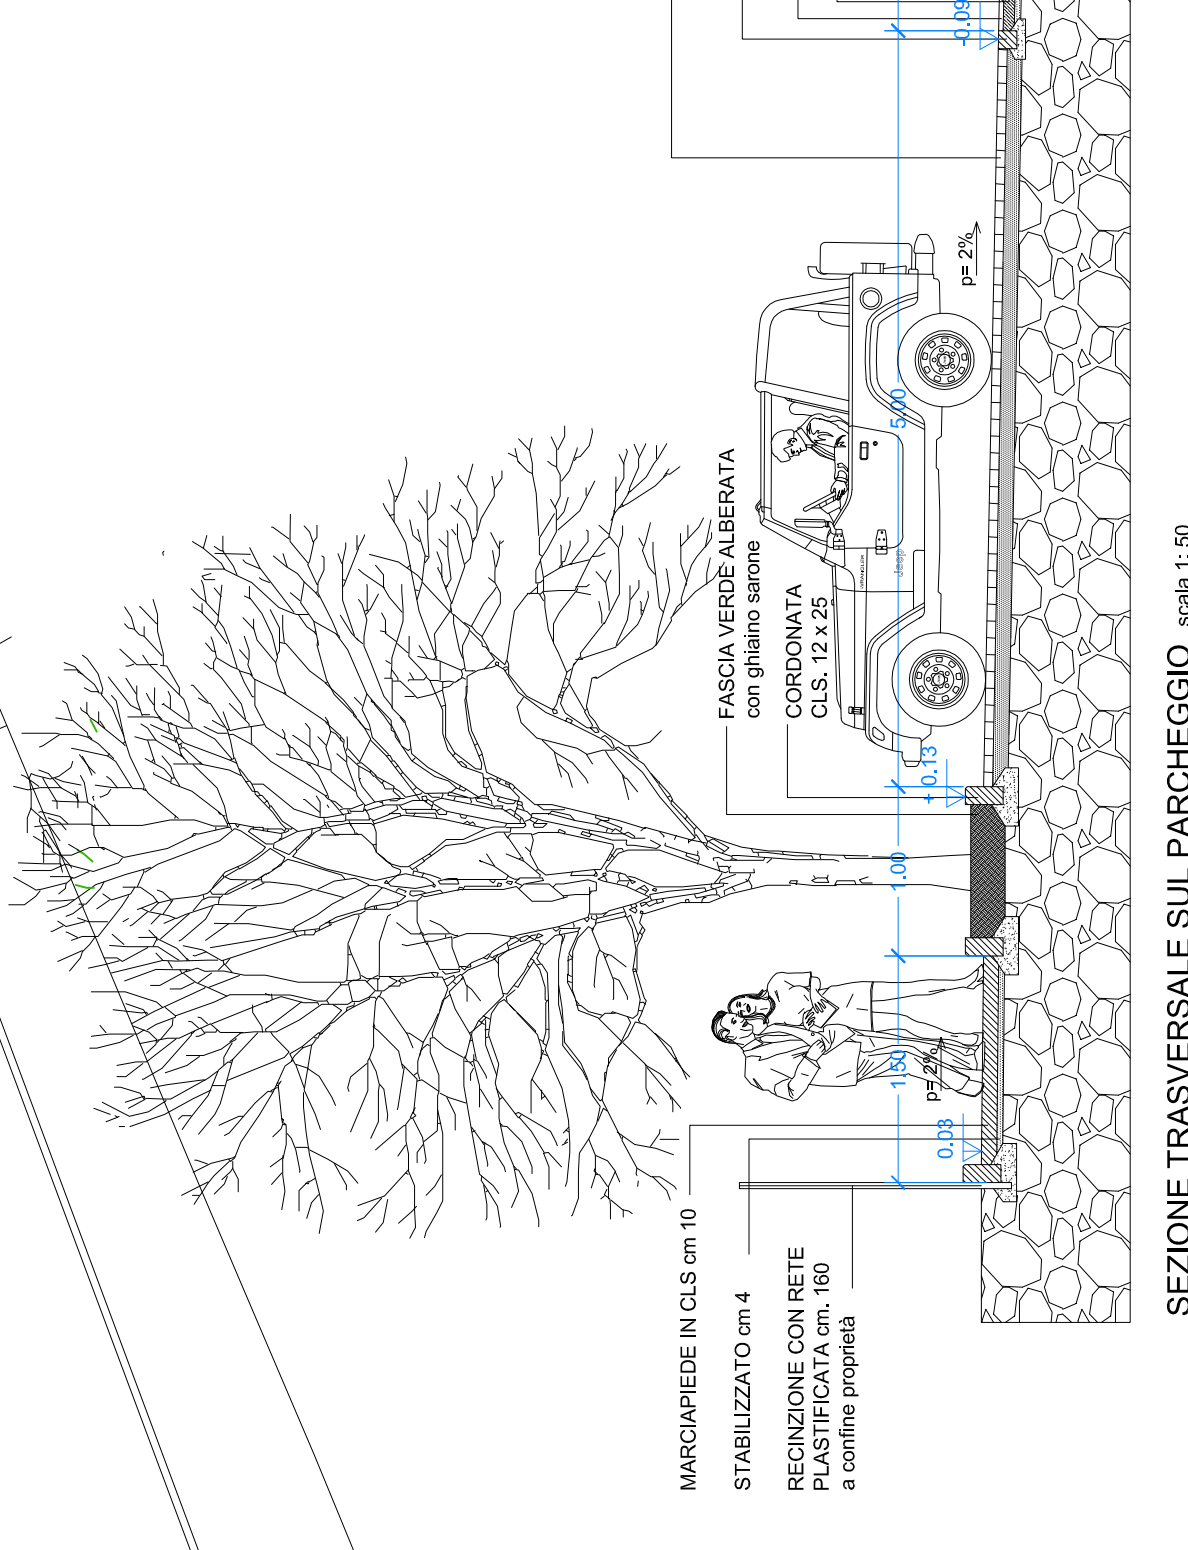 MARCIAPIEDE IN CLS cm 10
STABILIZZATO cm 4
RECINZIONE CON RETE
PLASTIFICATA cm. 160
a confine proprietà
FASCIA VERDE ALBERATA
con ghiaino sarone
CORDONATA
CLS. 12 x 25
WRANGLER
Jeep
0.03
p= 2%
1.50
1.00
+ 0.13
5.00
p= 2%
-0.09
SEZIONE TRASVERSALE SUL PARCHEGGIO scala 1: 50